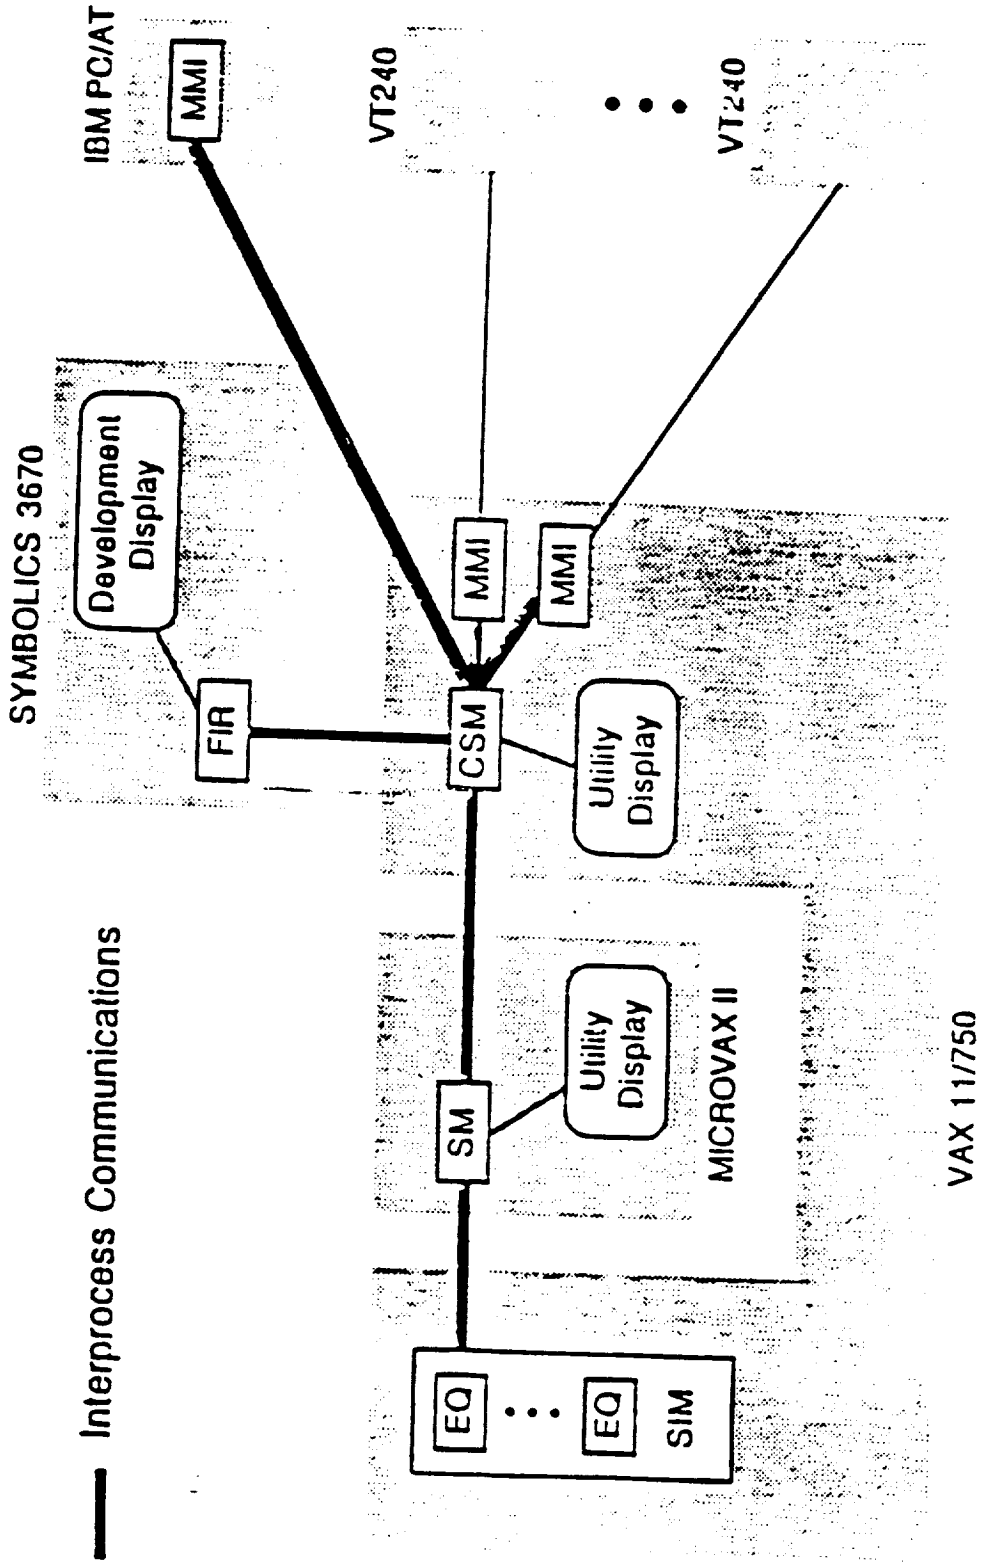 Interprocess Communications
SYMBOLICS 3670
IBM PC/AT
Development
Display
MMI
FIR
VT240
EQ
SM
CSM
MMI
EQ
MMI
Utility
Display
Utility
Display
SIM
MICROVAX II
VT240
VAX 11/750